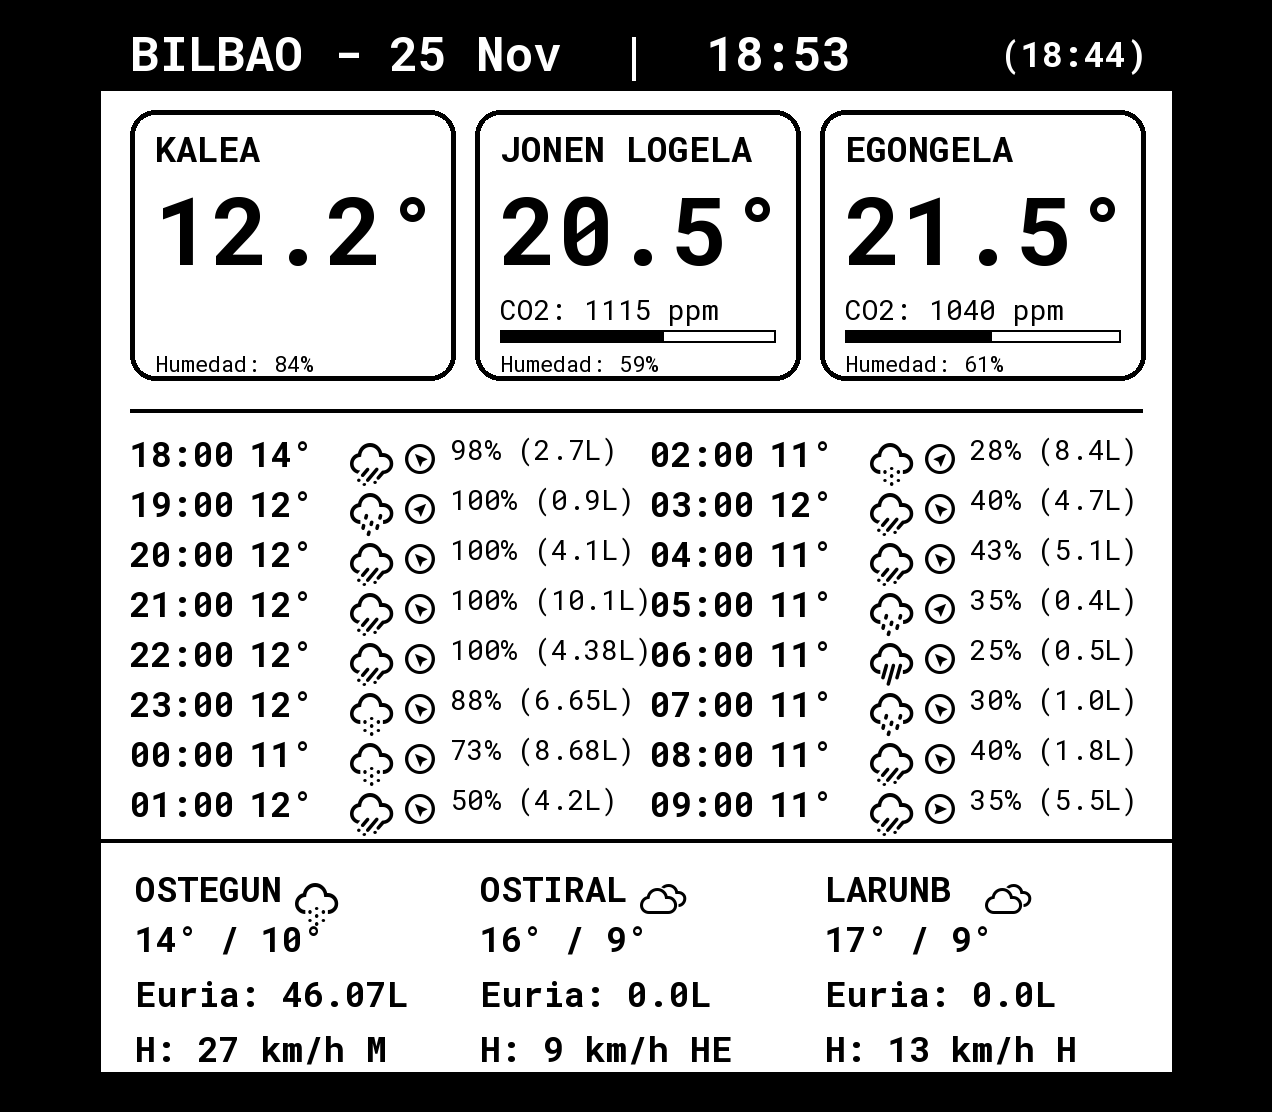 BILBAO - 25 Nov | 18:53 (18:44)
KALEA
12.2°
Humedad: 84%
JONEN LOGELA
20.5°
CO2: 1115 ppm
Humedad: 59%
EGONGELA
21.5°
CO2: 1040 ppm
Humedad: 61%
18:00 14° 98% (2.7L)
19:00 12° 100% (0.9L)
20:00 12° 100% (4.1L)
21:00 12° 100% (10.1L)
22:00 12° 100% (4.38L)
23:00 12° 88% (6.65L)
00:00 11° 73% (8.68L)
01:00 12° 50% (4.2L)
02:00 11° 28% (8.4L)
03:00 12° 40% (4.7L)
04:00 11° 43% (5.1L)
05:00 11° 35% (0.4L)
06:00 11° 25% (0.5L)
07:00 11° 30% (1.0L)
08:00 11° 40% (1.8L)
09:00 11° 35% (5.5L)
OSTEGUN
14° / 10°
Euria: 46.07L
H: 27 km/h M
OSTIRAL
16° / 9°
Euria: 0.0L
H: 9 km/h HE
LARUNB
17° / 9°
Euria: 0.0L
H: 13 km/h H